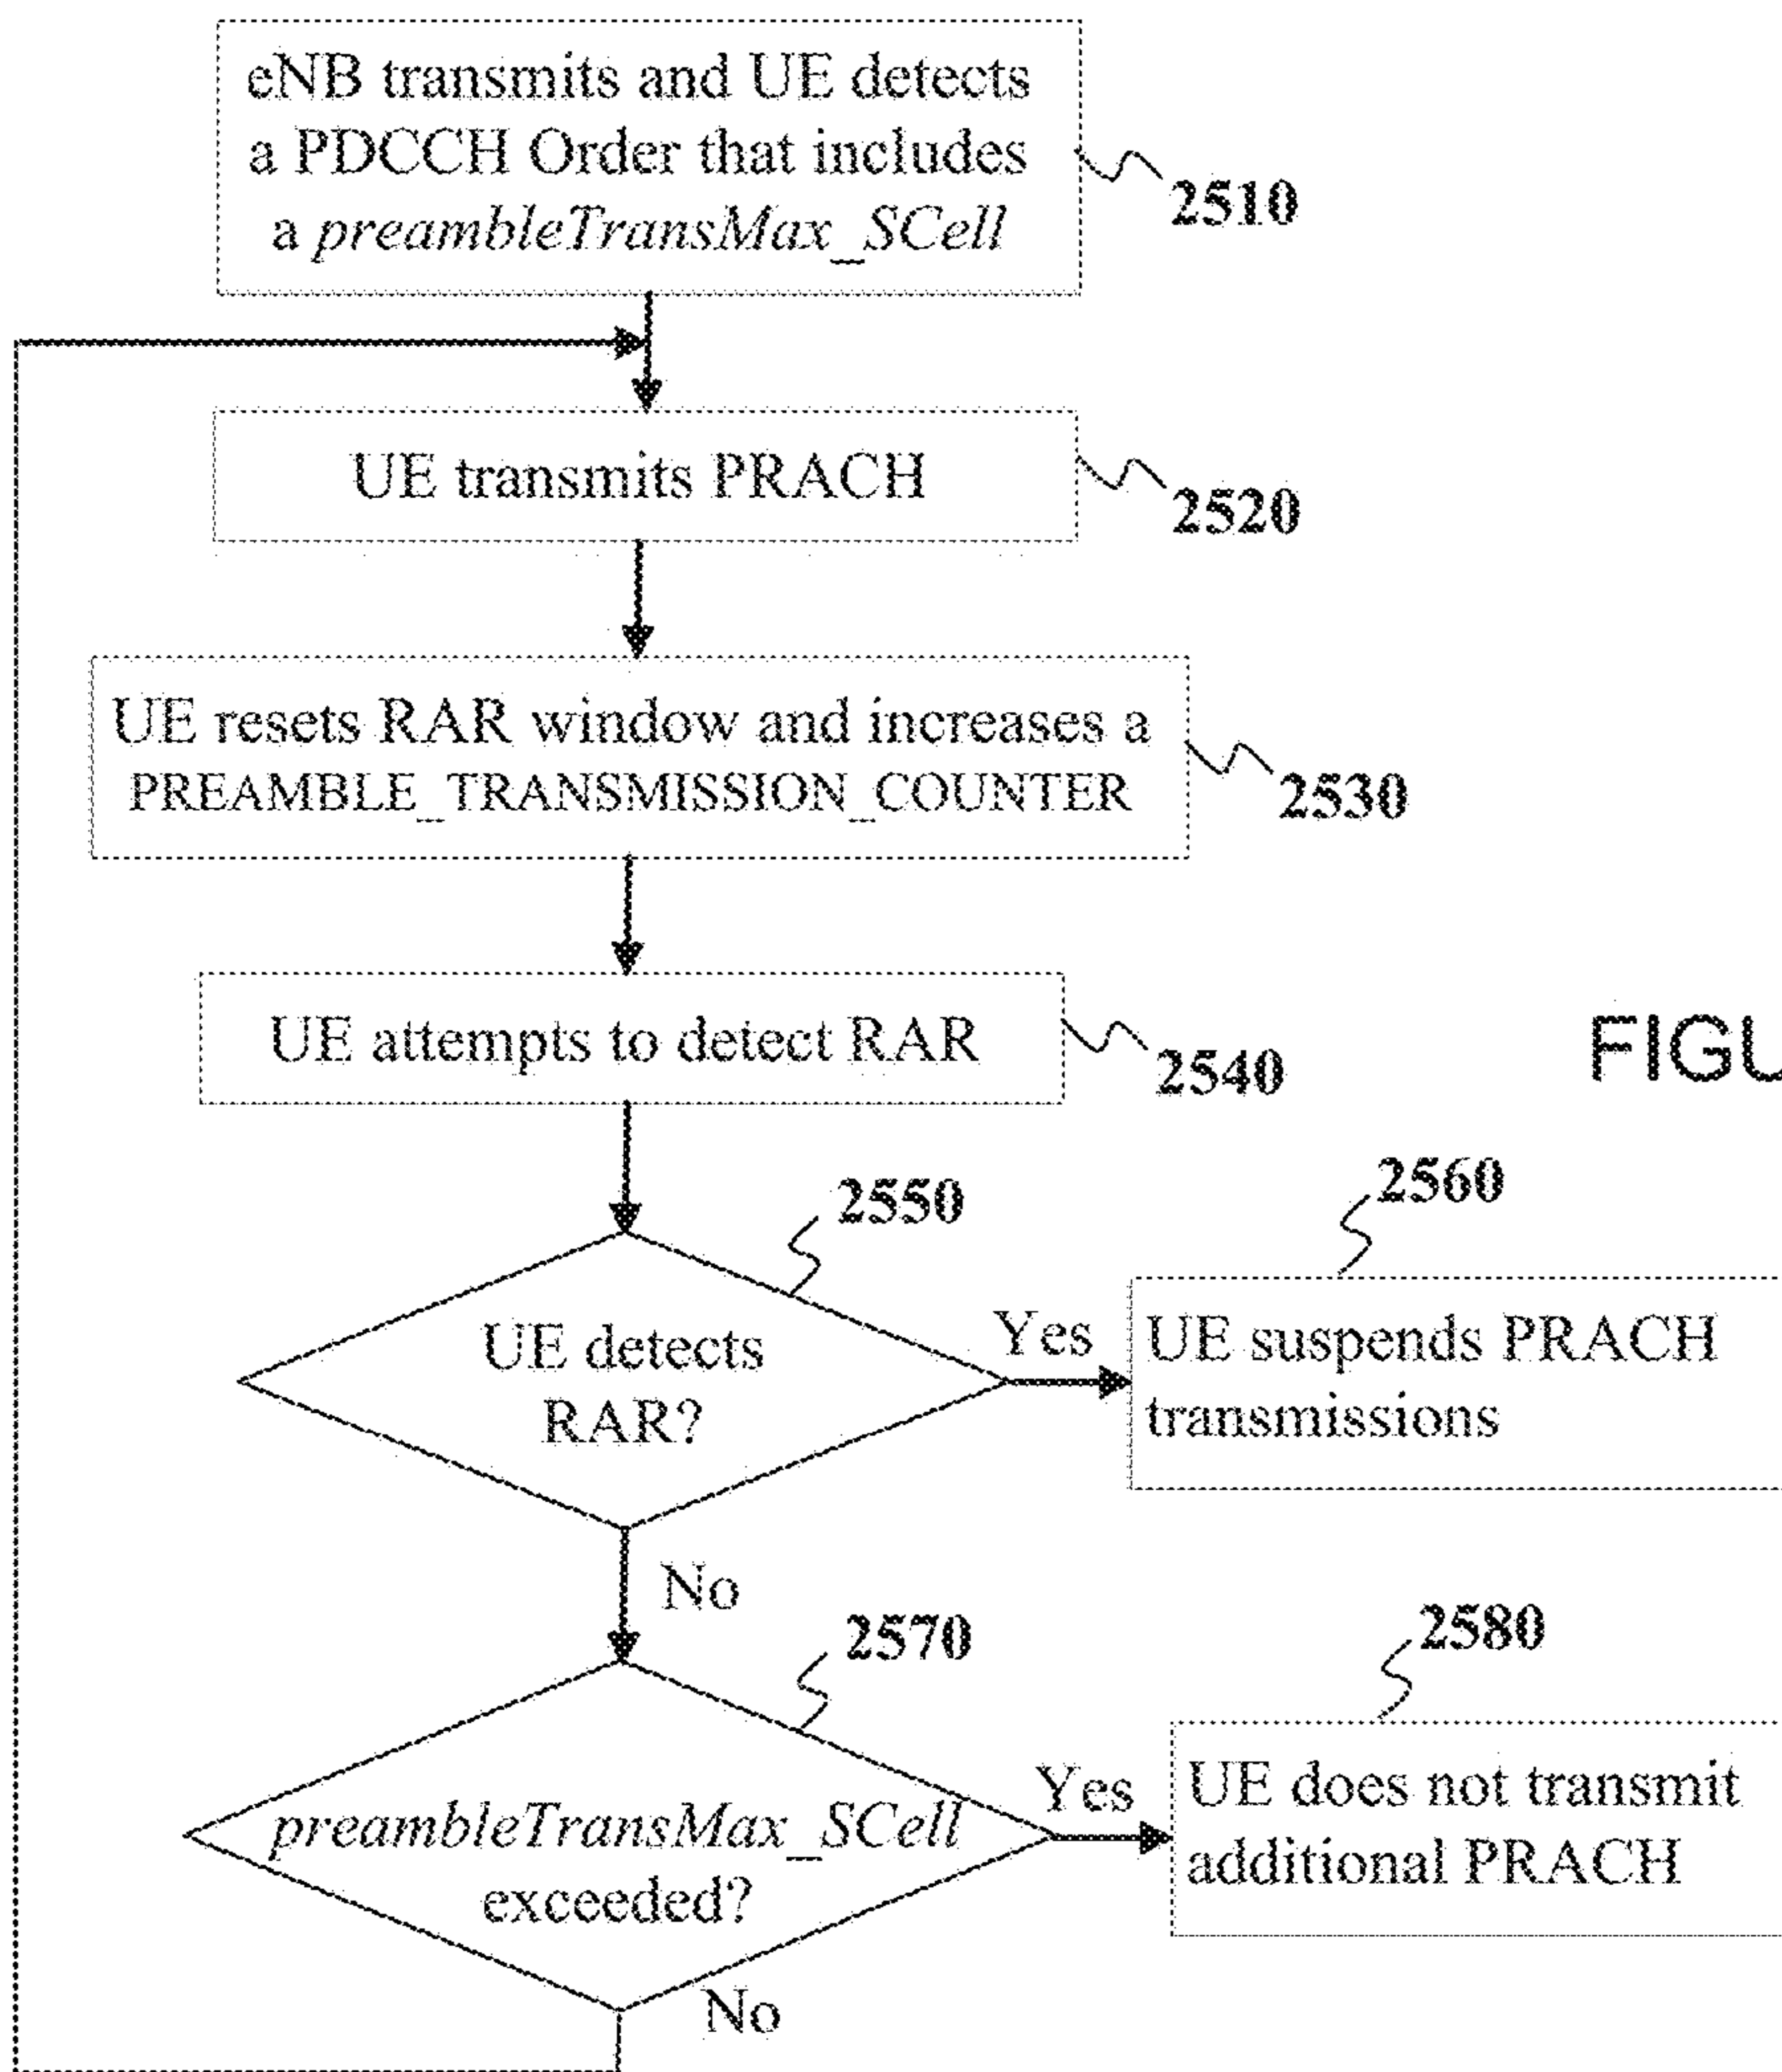 eNB transmits and UE detects
a PDCCH Order that includes
a preambleTransMax_SCell
2510
UE transmits PRACH
2520
UE resets RAR window and increases a
PREAMBLE_TRANSMISSION_COUNTER
2530
UE attempts to detect RAR
2540
FIGU
2550
2560
UE detects
RAR?
Yes
UE suspends PRACH
transmissions
No
2570
2580
preambleTransMax_SCell
exceeded?
Yes
UE does not transmit
additional PRACH
No